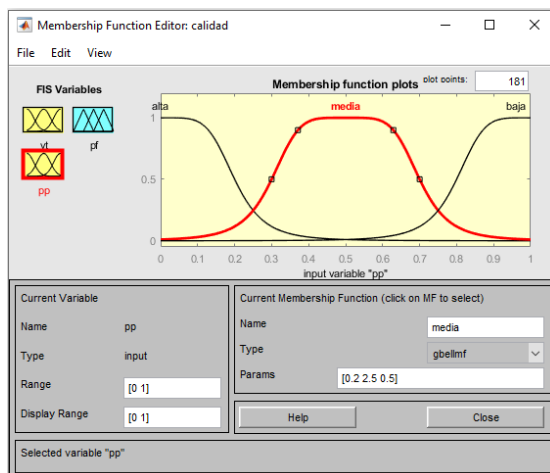 Membership Function Editor: calidad
File Edit View
FIS Variables
vt pf
pp
Membership function plots plot points: 181
alta media baja
1
0.5
0
0 0.1 0.2 0.3 0.4 0.5 0.6 0.7 0.8 0.9 1
input variable "pp"
Current Variable
Name pp
Type input
Range [0 1]
Display Range [0 1]
Current Membership Function (click on MF to select)
Name media
Type gbellmf
Params [0.2 2.5 0.5]
Help Close
Selected variable "pp"